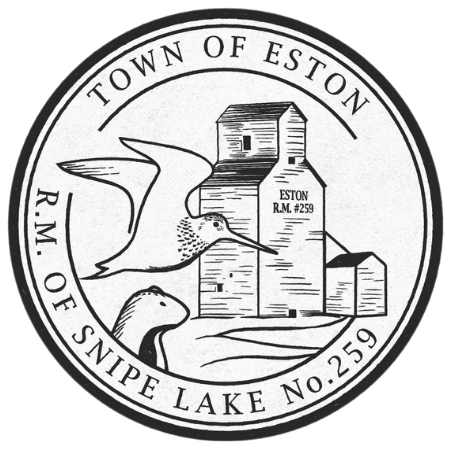 TOWN OF ESTON
ESTON
R.M. #259
R.M. OF SNIPE LAKE No.259